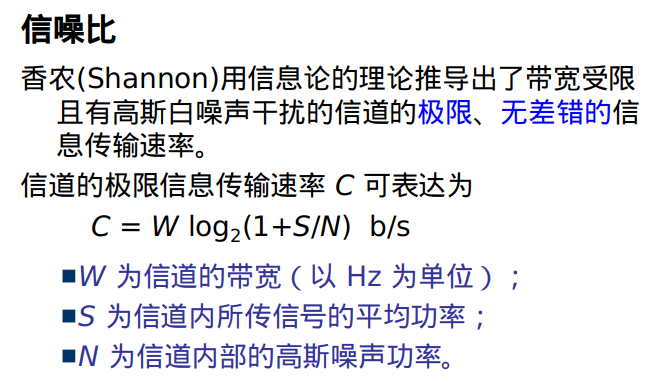 信噪比
香农(Shannon)用信息论的理论推导出了带宽受限
且有高斯白噪声干扰的信道的极限、无差错的信
息传输速率。
信道的极限信息传输速率 C 可表达为
C = W log₂(1+S/N) b/s
■W 为信道的带宽（以 Hz 为单位）；
■S 为信道内所传信号的平均功率；
■N 为信道内部的高斯噪声功率。